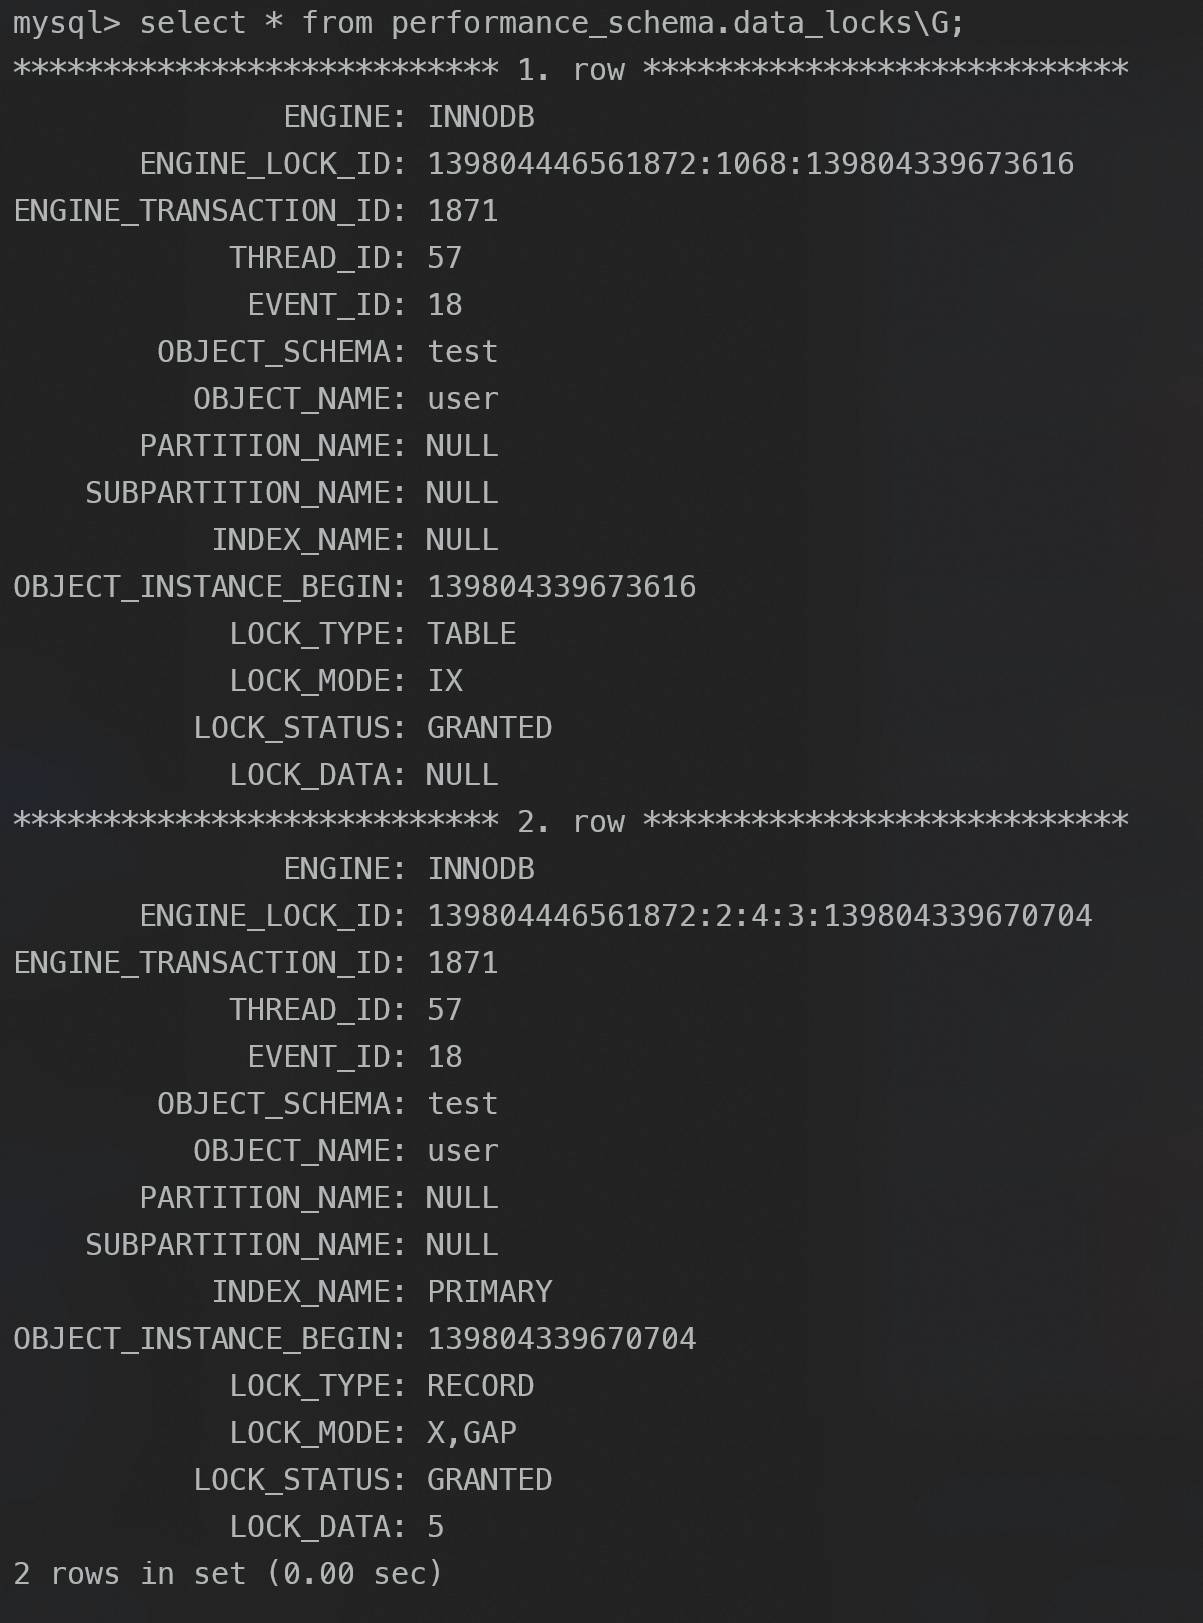 mysql> select * from performance_schema.data_locks\G;
*************************** 1. row ***************************
ENGINE: INNODB
ENGINE_LOCK_ID: 139804446561872:1068:139804339673616
ENGINE_TRANSACTION_ID: 1871
THREAD_ID: 57
EVENT_ID: 18
OBJECT_SCHEMA: test
OBJECT_NAME: user
PARTITION_NAME: NULL
SUBPARTITION_NAME: NULL
INDEX_NAME: NULL
OBJECT_INSTANCE_BEGIN: 139804339673616
LOCK_TYPE: TABLE
LOCK_MODE: IX
LOCK_STATUS: GRANTED
LOCK_DATA: NULL
*************************** 2. row ***************************
ENGINE: INNODB
ENGINE_LOCK_ID: 139804446561872:2:4:3:139804339670704
ENGINE_TRANSACTION_ID: 1871
THREAD_ID: 57
EVENT_ID: 18
OBJECT_SCHEMA: test
OBJECT_NAME: user
PARTITION_NAME: NULL
SUBPARTITION_NAME: NULL
INDEX_NAME: PRIMARY
OBJECT_INSTANCE_BEGIN: 139804339670704
LOCK_TYPE: RECORD
LOCK_MODE: X,GAP
LOCK_STATUS: GRANTED
LOCK_DATA: 5
2 rows in set (0.00 sec)